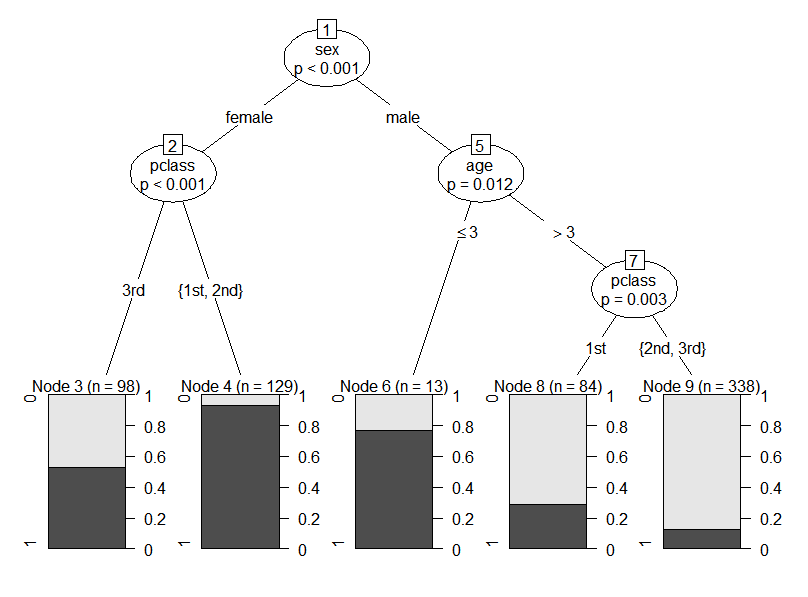 1
sex
p < 0.001
female
male
2
pclass
p < 0.001
5
age
p = 0.012
≤ 3
> 3
7
pclass
p = 0.003
3rd
{1st, 2nd}
1st
{2nd, 3rd}
Node 3 (n = 98)
0
1
1
0.8
0.6
0.4
0.2
0
Node 4 (n = 129)
0
1
1
0.8
0.6
0.4
0.2
0
Node 6 (n = 13)
0
1
1
0.8
0.6
0.4
0.2
0
Node 8 (n = 84)
0
1
1
0.8
0.6
0.4
0.2
0
Node 9 (n = 338)
0
1
1
0.8
0.6
0.4
0.2
0